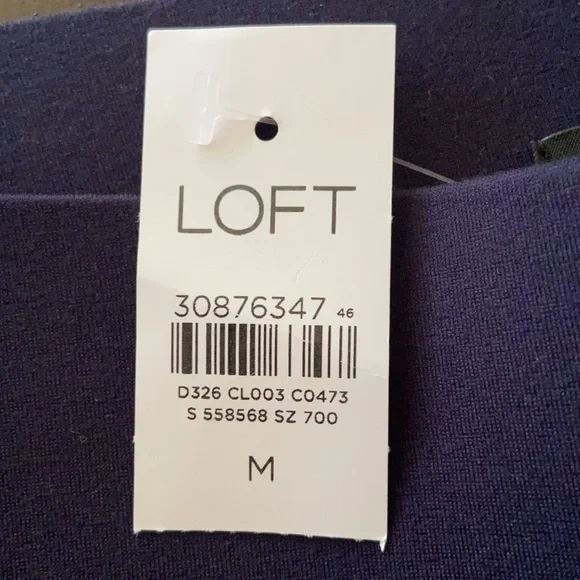 LOFT
30876347 46
D326 CL003 C0473
S 558568 SZ 700
M